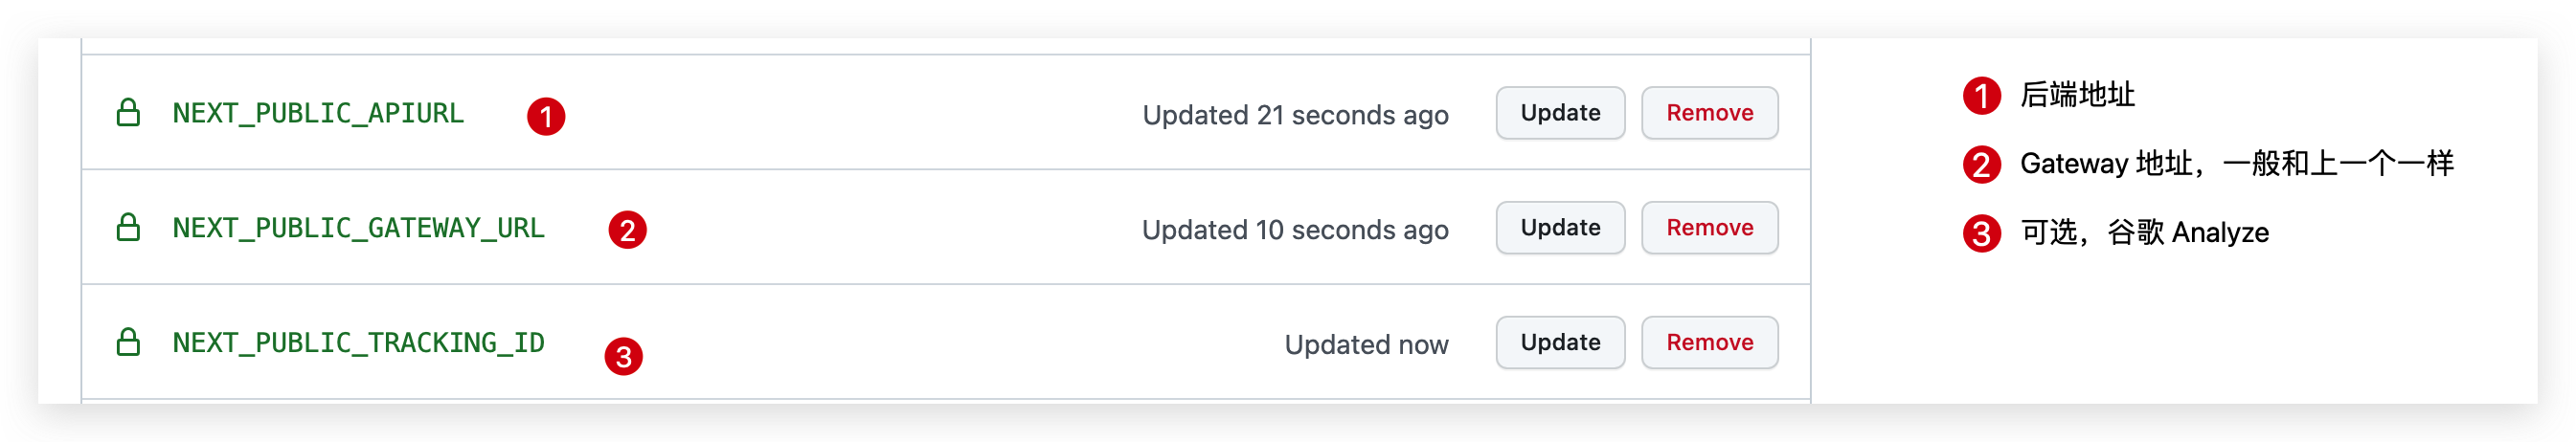 NEXT_PUBLIC_APIURL 1 Updated 21 seconds ago Update Remove
NEXT_PUBLIC_GATEWAY_URL 2 Updated 10 seconds ago Update Remove
NEXT_PUBLIC_TRACKING_ID 3 Updated now Update Remove
1 后端地址
2 Gateway 地址，一般和上一个一样
3 可选，谷歌 Analyze